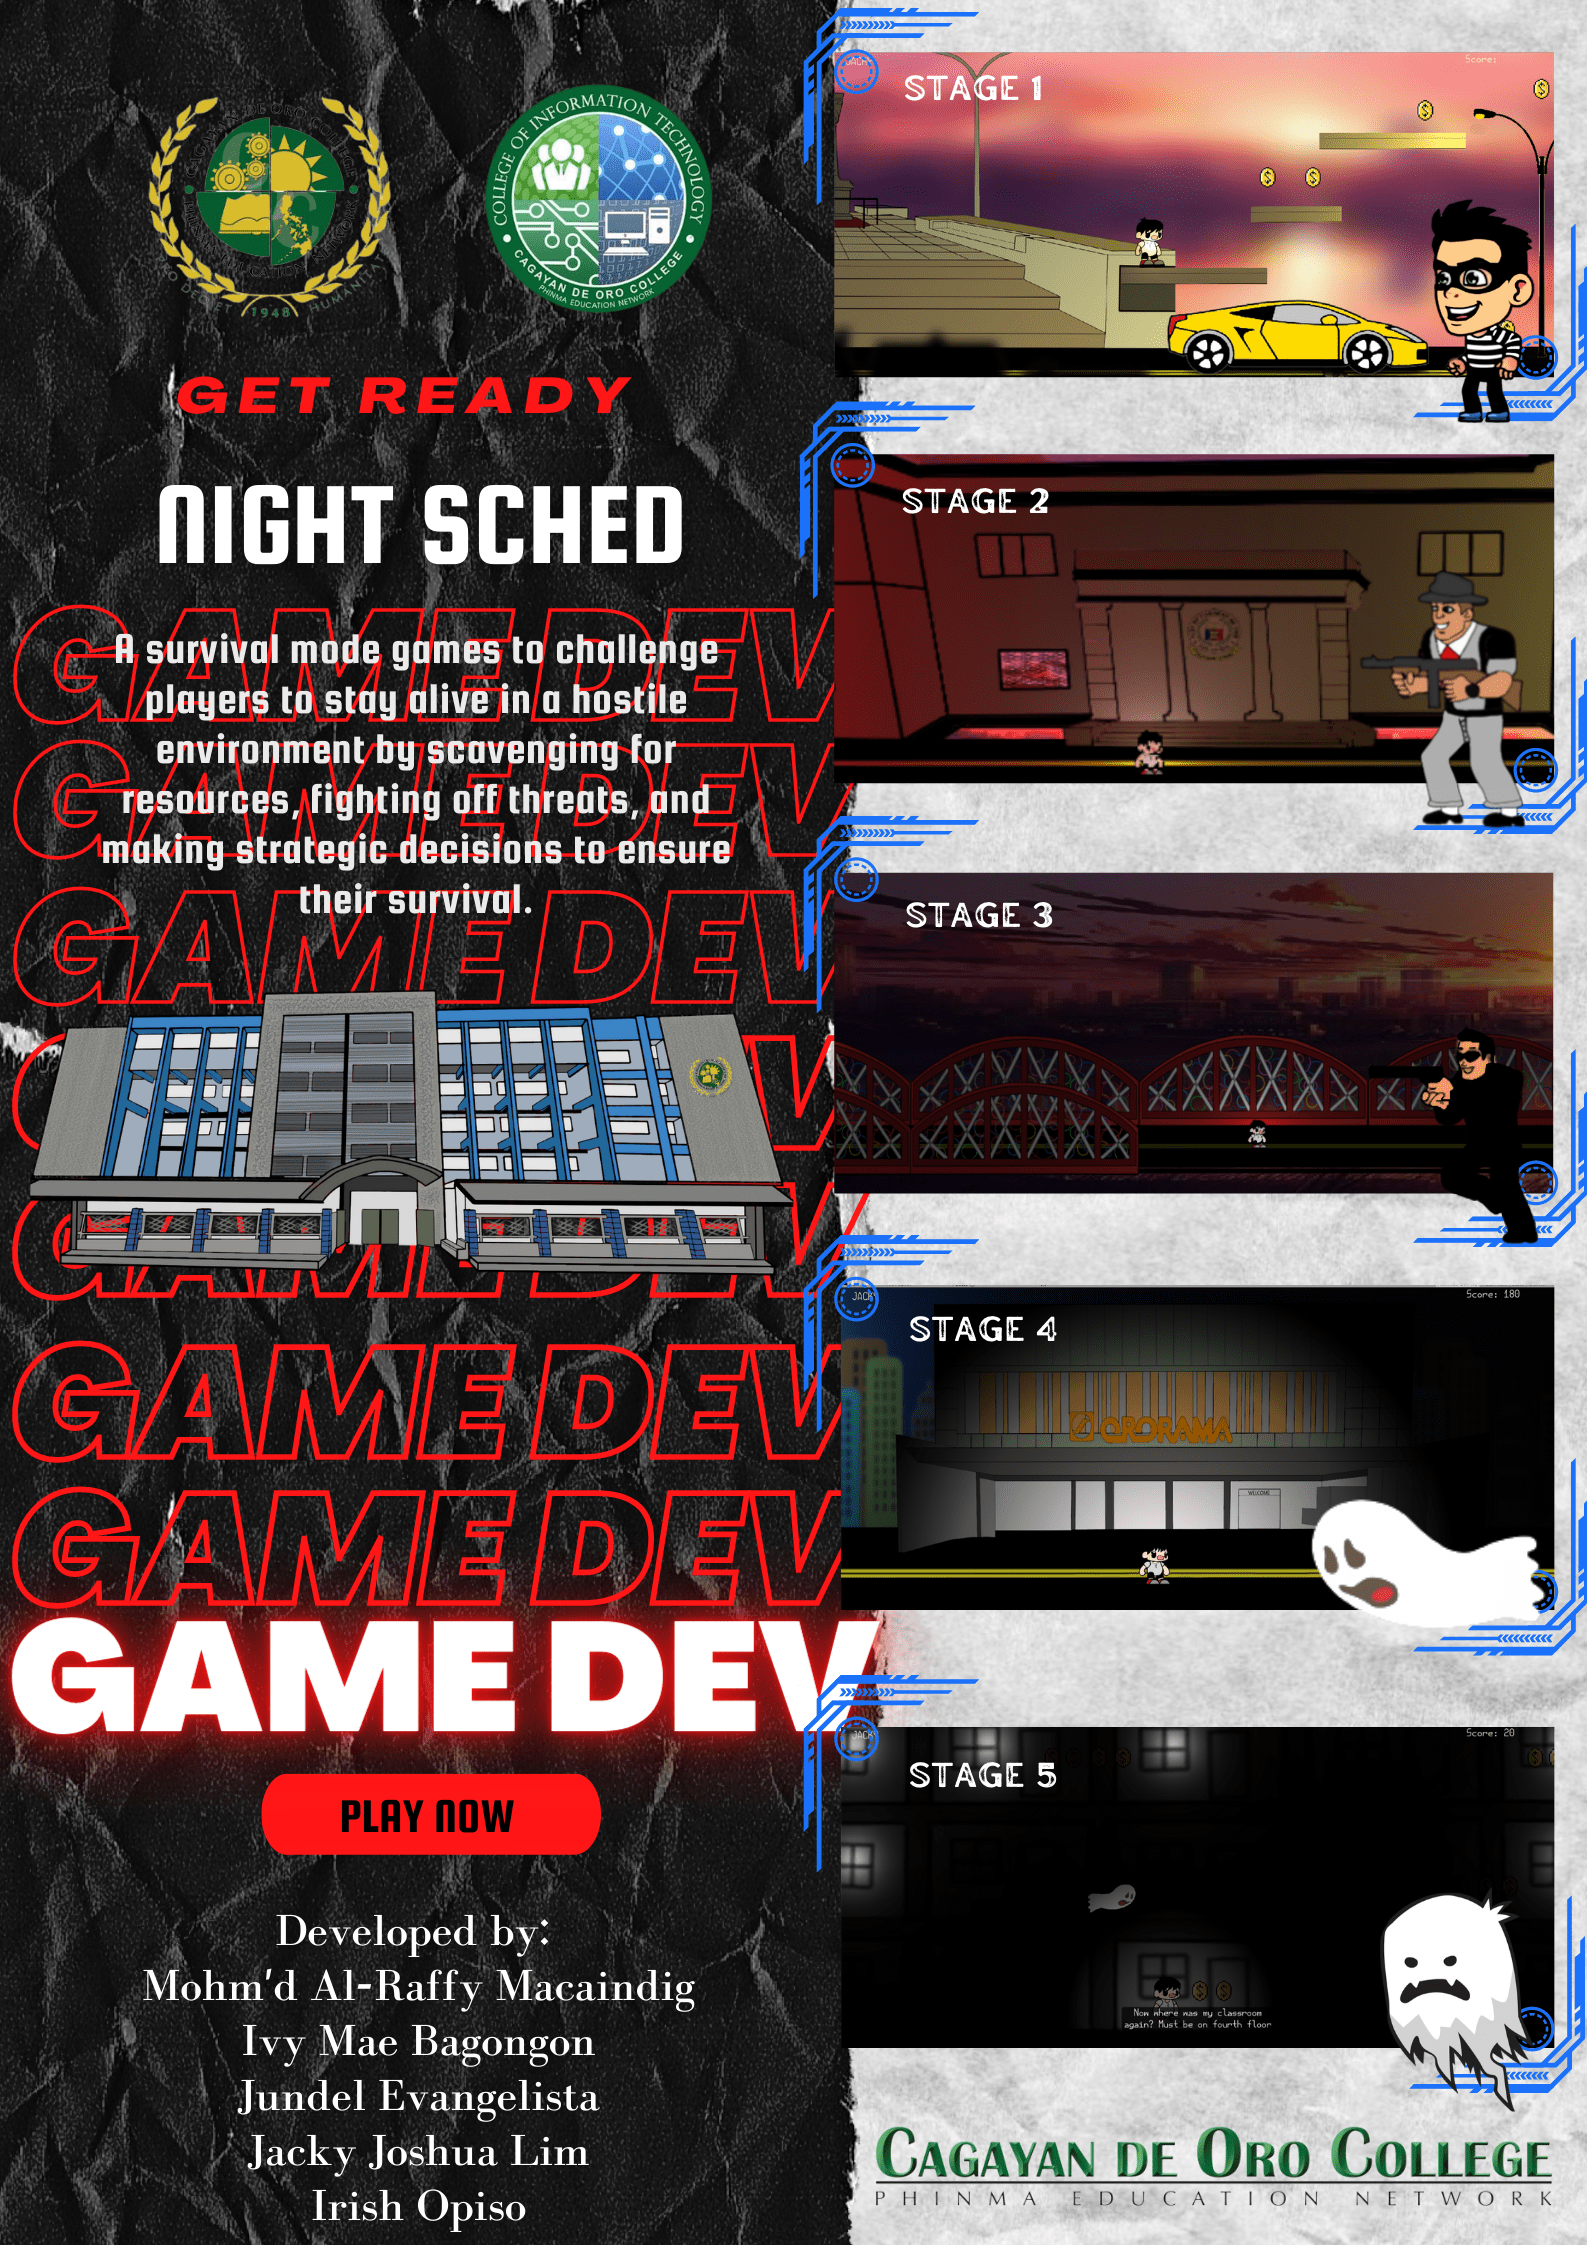 COLLEGE OF INFORMATION TECHNOLOGY
CAGAYAN DE ORO COLLEGE
PHINMA EDUCATION NETWORK
1948
GET READY
NIGHT SCHED
A survival mode games to challenge
players to stay alive in a hostile
environment by scavenging for
resources, fighting off threats, and
making strategic decisions to ensure
their survival.
GAME DEV
GAME DEV
GAME DEV
GAME DEV
GAME DEV
GAME DEV
PLAY NOW
Developed by:
Mohm'd Al-Raffy Macaindig
Ivy Mae Bagongon
Jundel Evangelista
Jacky Joshua Lim
Irish Opiso
STAGE 1
Score:
STAGE 2
STAGE 3
JACK
Score: 180
STAGE 4
ORORAMA
WELCOME
JACK
Score: 20
STAGE 5
Now where was my classroom
again? Must be on fourth floor
CAGAYAN DE ORO COLLEGE
PHINMA EDUCATION NETWORK